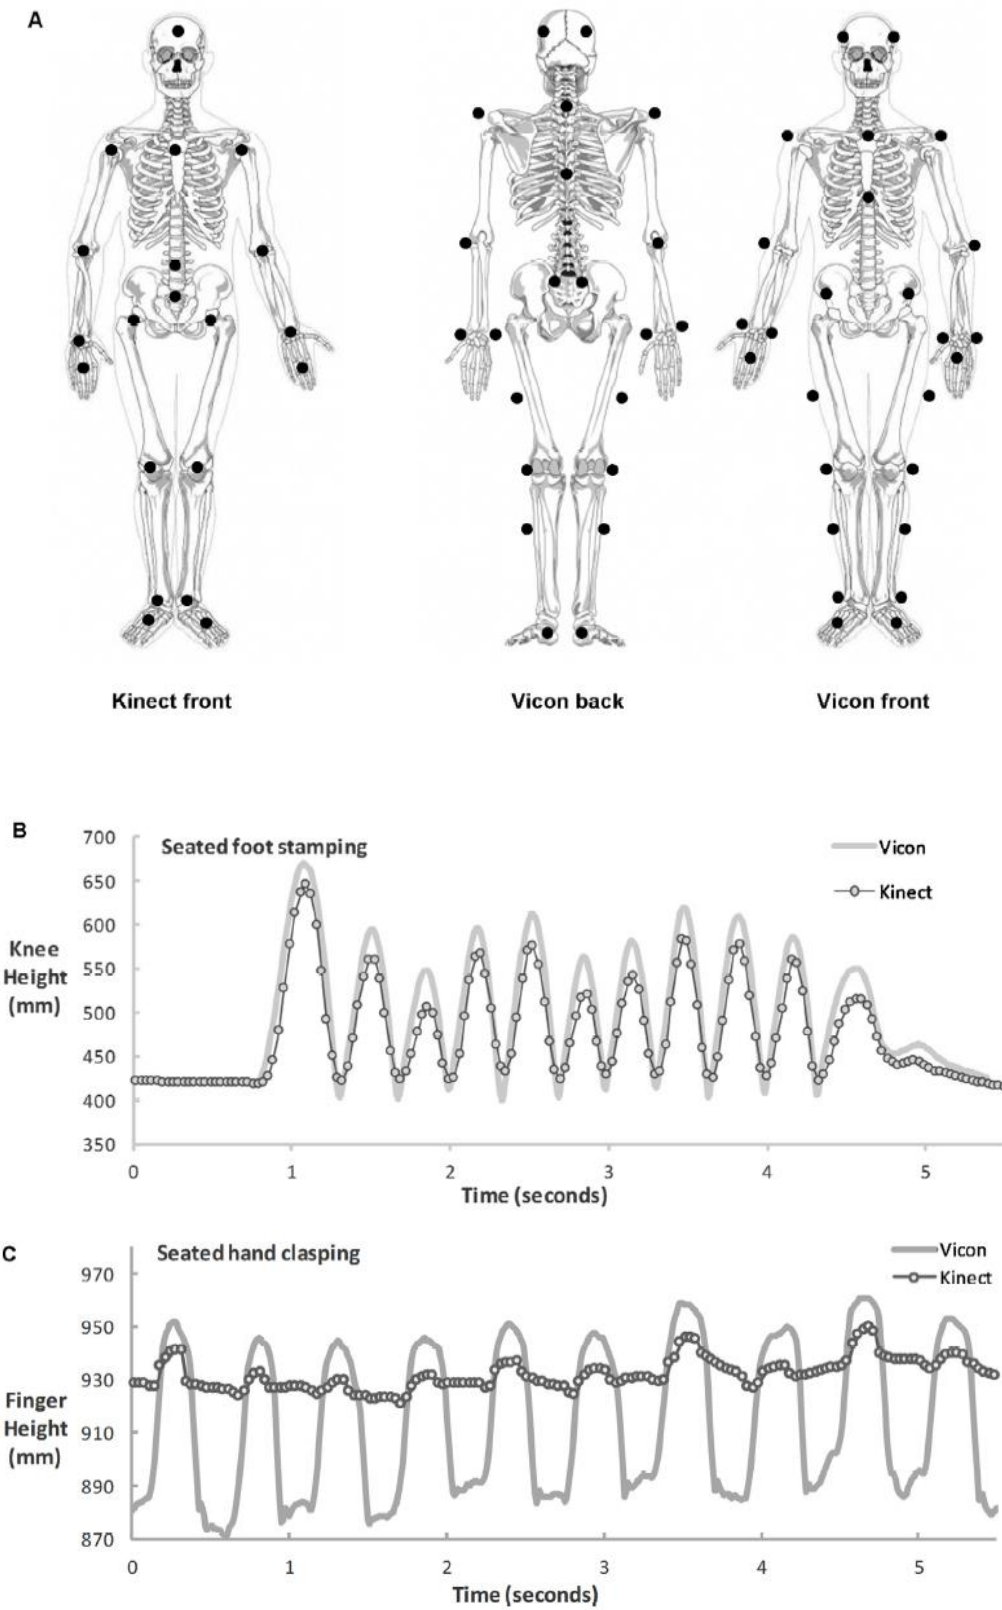 A
Kinect front
Vicon back
Vicon front
B
Seated foot stamping
Vicon
Kinect
700
650
600
550
500
450
400
350
Knee
Height
(mm)
0 1 2 3 4 5
Time (seconds)
C
Seated hand clasping
Vicon
Kinect
970
950
930
910
890
870
Finger
Height
(mm)
0 1 2 3 4 5
Time (seconds)